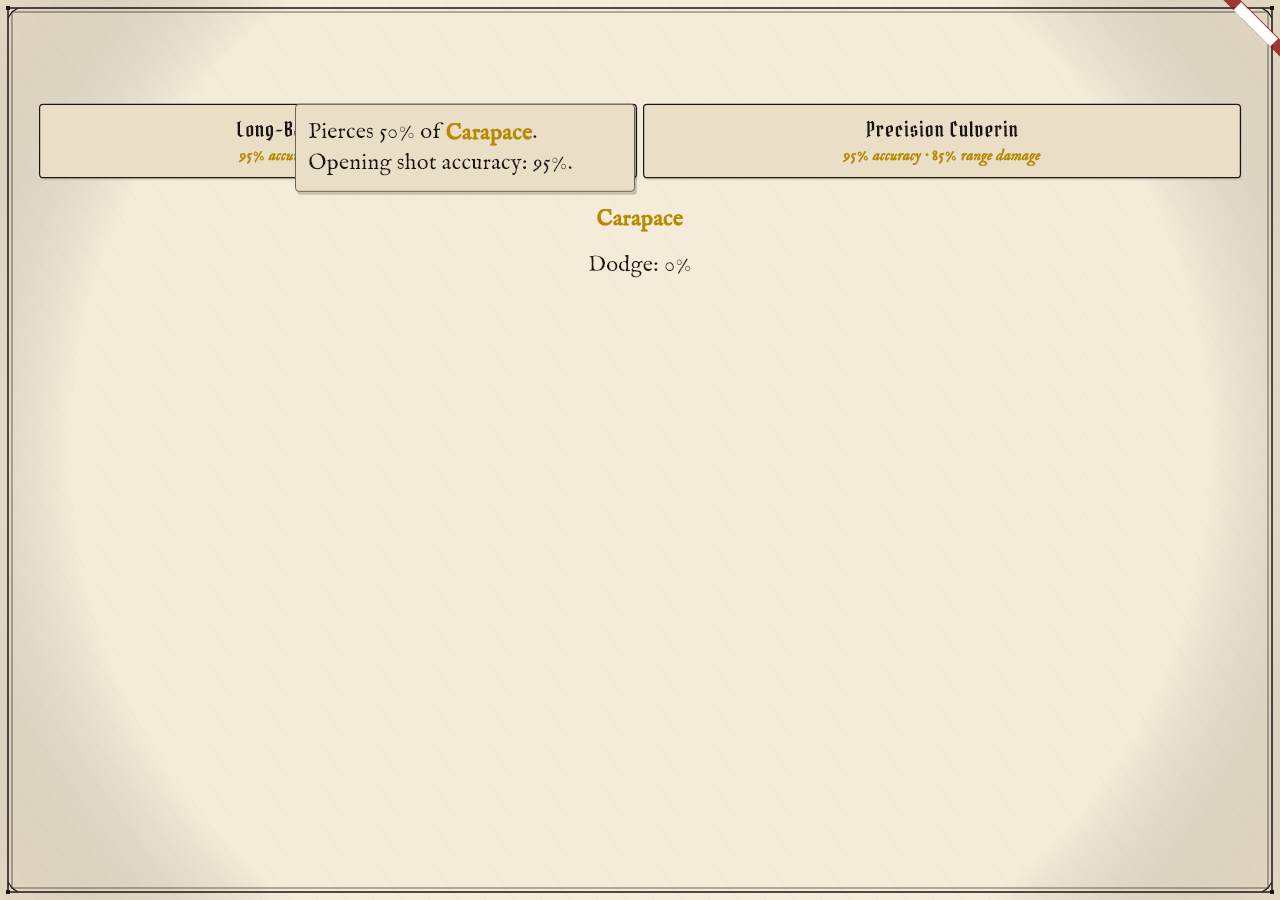 Long-B
95% accu
Pierces 50% of Carapace.
Opening shot accuracy: 95%.
Precision Culverin
95% accuracy · 85% range damage
Carapace
Dodge: 0%